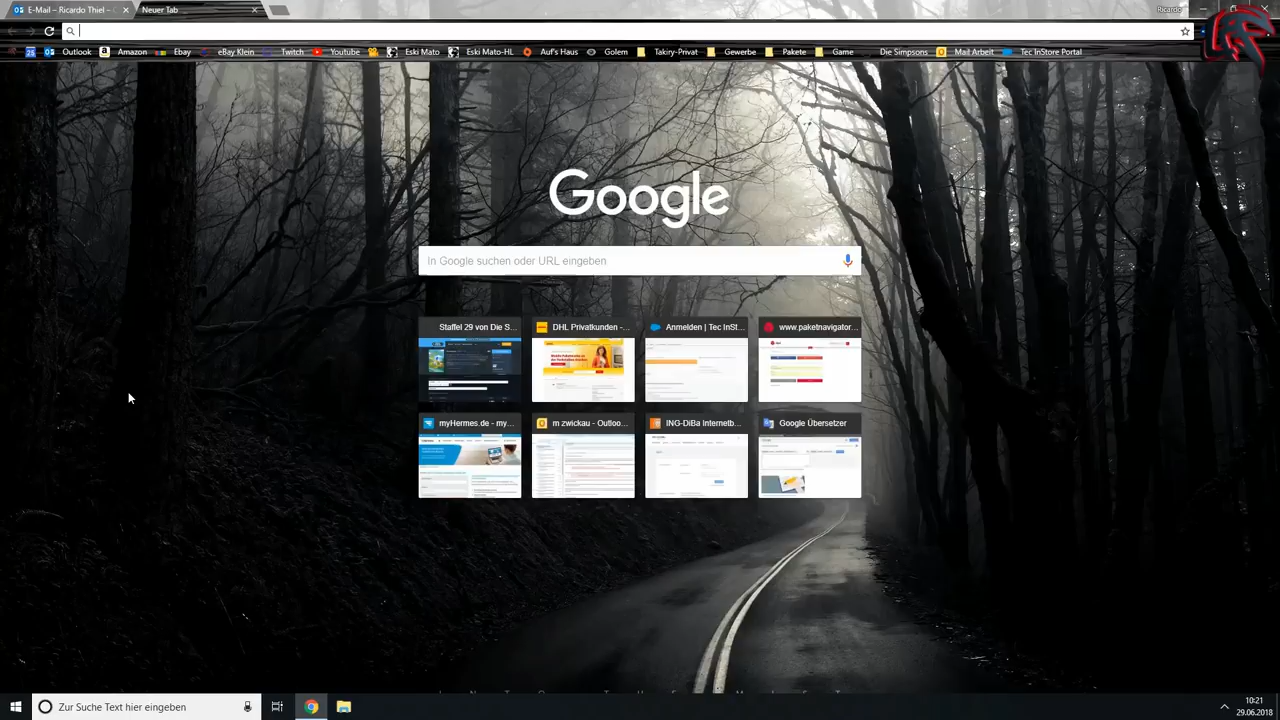 E-Mail – Ricardo Thiel – O
Neuer Tab
Ricardo
Outlook
Amazon
Ebay
eBay Klein
Twitch
Youtube
Eski Mato
Eski Mato-HL
Auf's Haus
Golem
Takiry-Privat
Gewerbe
Pakete
Game
Die Simpsons
Mail Arbeit
Tec InStore Portal
Google
In Google suchen oder URL eingeben
Staffel 29 von Die S...
DHL Privatkunden -...
Anmelden | Tec InSt...
www.paketnavigator...
myHermes.de - my...
m zwickau - Outloo...
ING-DiBa Internetb...
Google Übersetzer
Zur Suche Text hier eingeben
10:21
29.06.2018